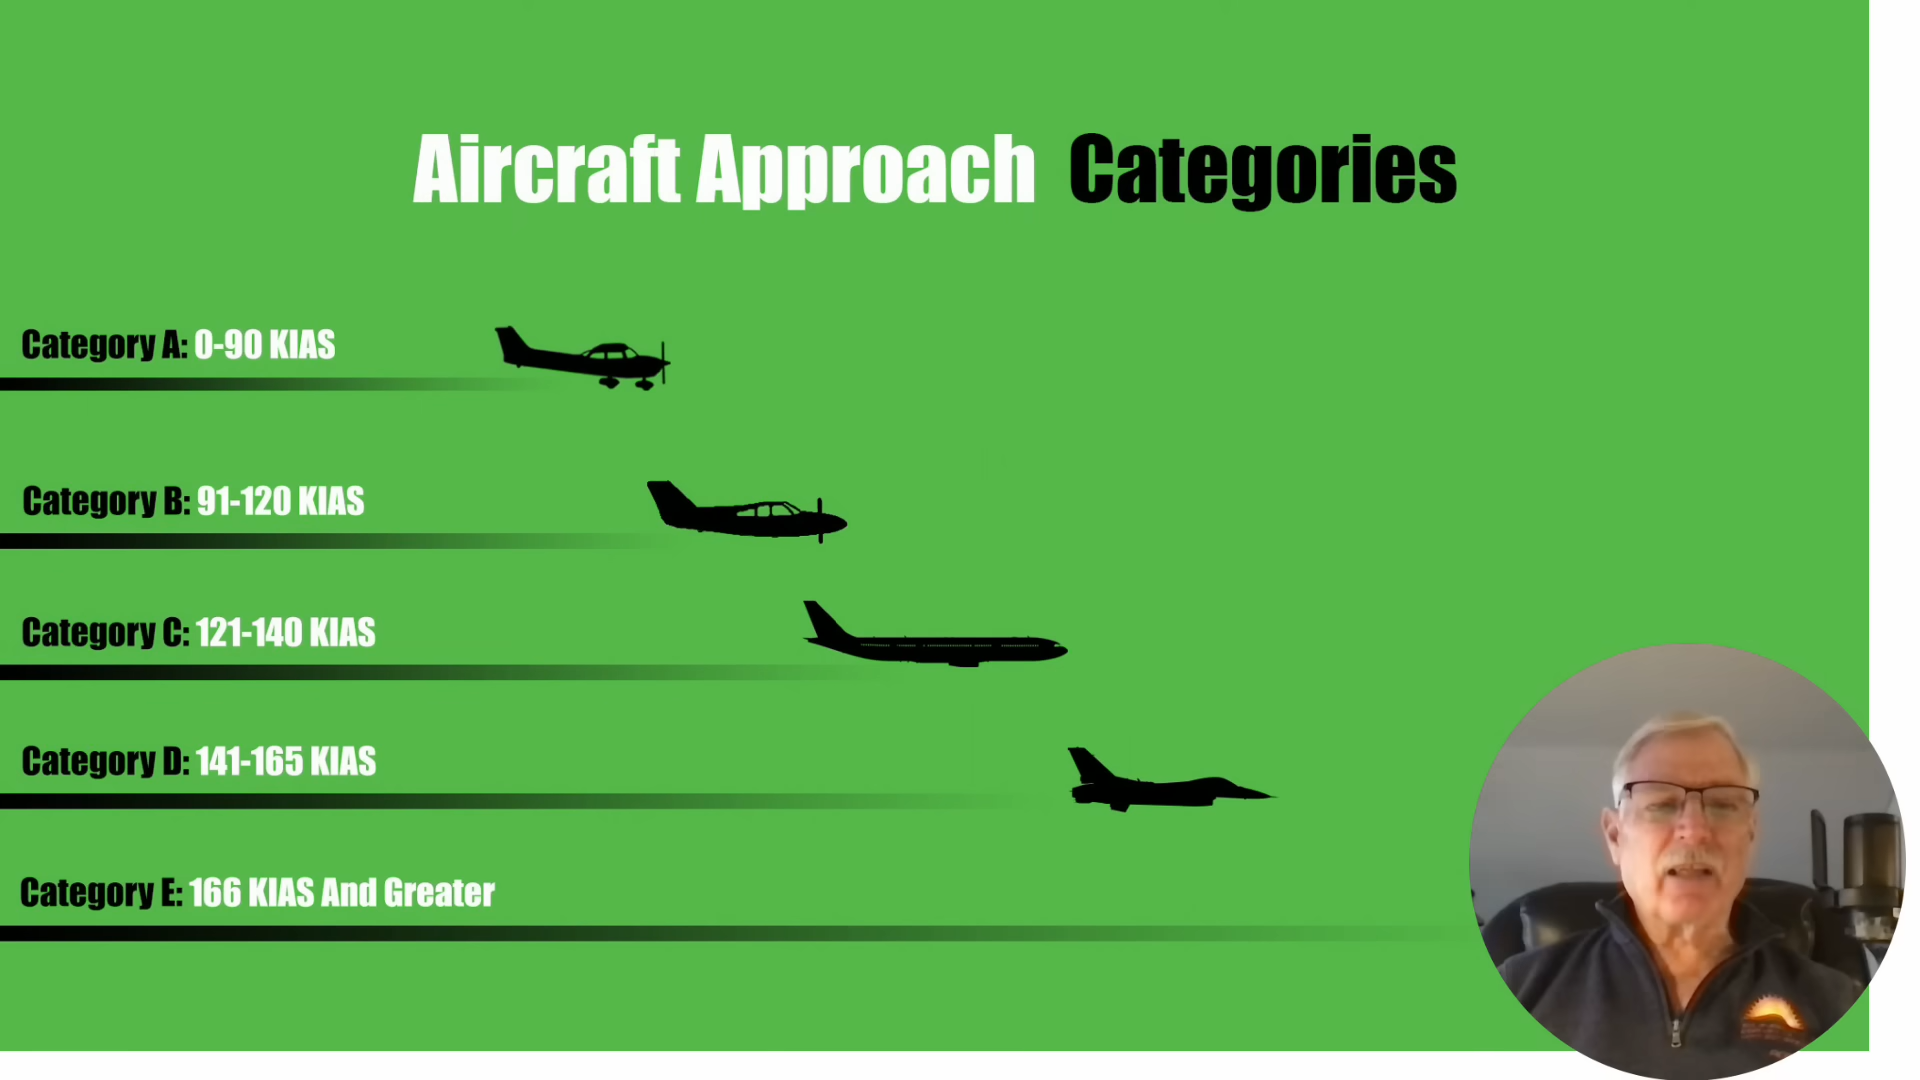 Aircraft Approach Categories
Category A: 0-90 KIAS
Category B: 91-120 KIAS
Category C: 121-140 KIAS
Category D: 141-165 KIAS
Category E: 166 KIAS And Greater